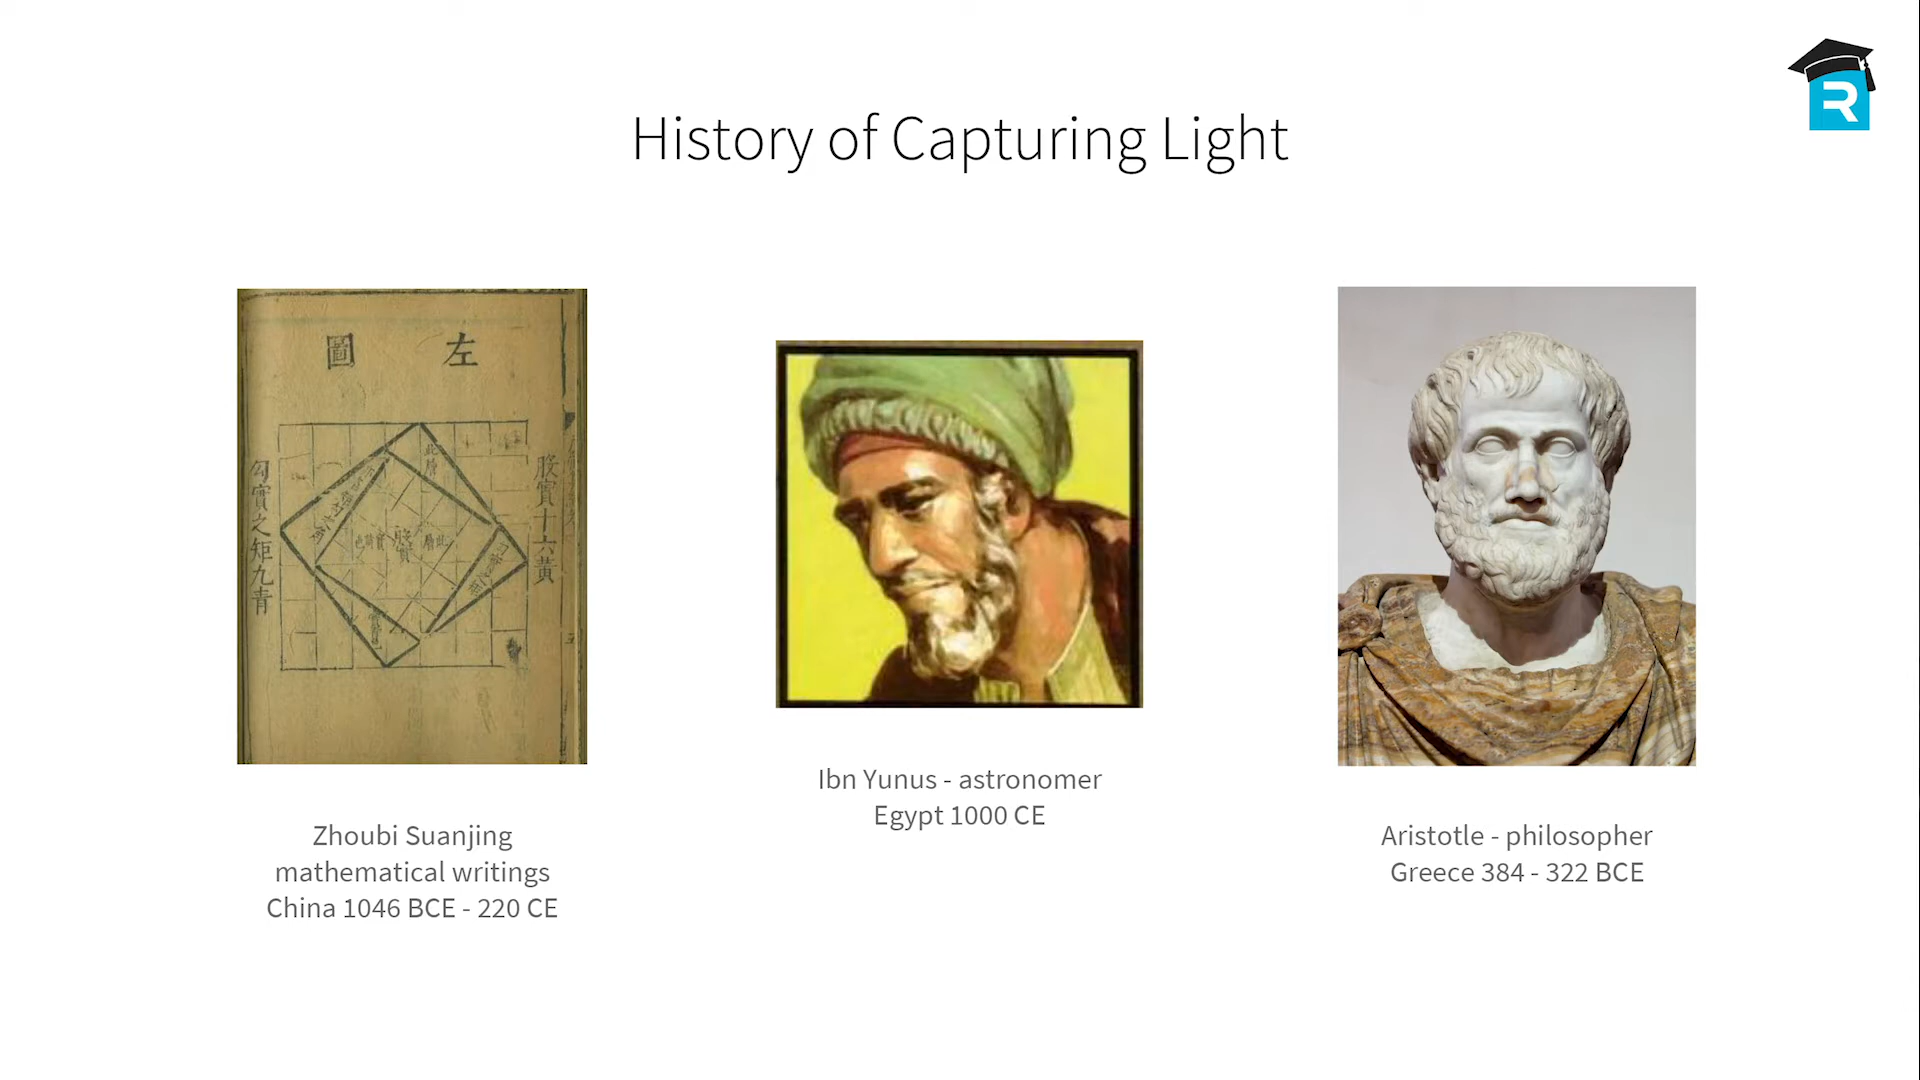 History of Capturing Light
左
圖
股實十六黃
勾實之矩九青
Zhoubi Suanjing
mathematical writings
China 1046 BCE - 220 CE
Ibn Yunus - astronomer
Egypt 1000 CE
Aristotle - philosopher
Greece 384 - 322 BCE
R